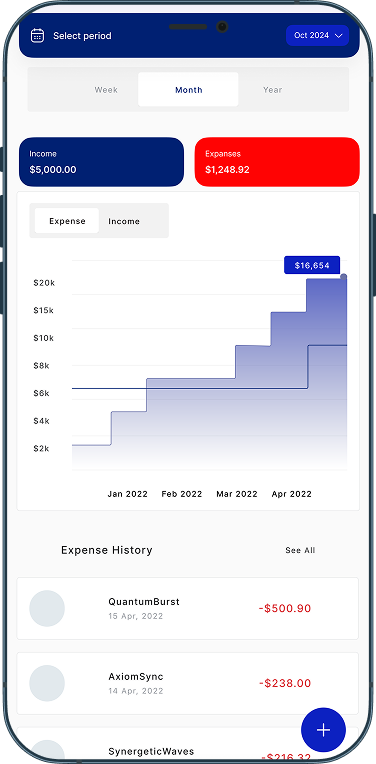 Select period
Oct 2024
Week
Month
Year
Income
$5,000.00
Expanses
$1,248.92
Expense
Income
$16,654
$20k
$15k
$10k
$8k
$6k
$4k
$2k
Jan 2022
Feb 2022
Mar 2022
Apr 2022
Expense History
See All
QuantumBurst
15 Apr, 2022
-$500.90
AxiomSync
14 Apr, 2022
-$238.00
SynergeticWaves
-$216.32